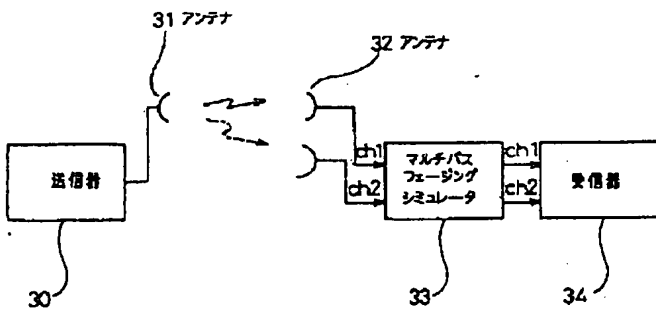 31 アンテナ
32 アンテナ
送信器
ch1
ch2
マルチパス
フェージング
シミュレータ
ch1
ch2
受信器
30
33
34